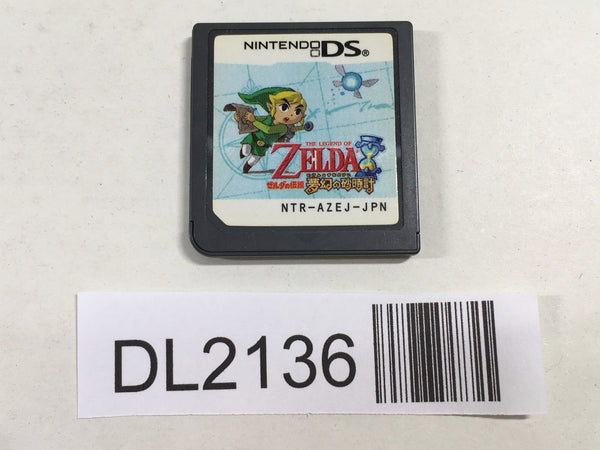 NINTENDO DS®
THE LEGEND OF
ZELDA
ゼルダの伝説 夢幻の砂時計
NTR-AZEJ-JPN
DL2136